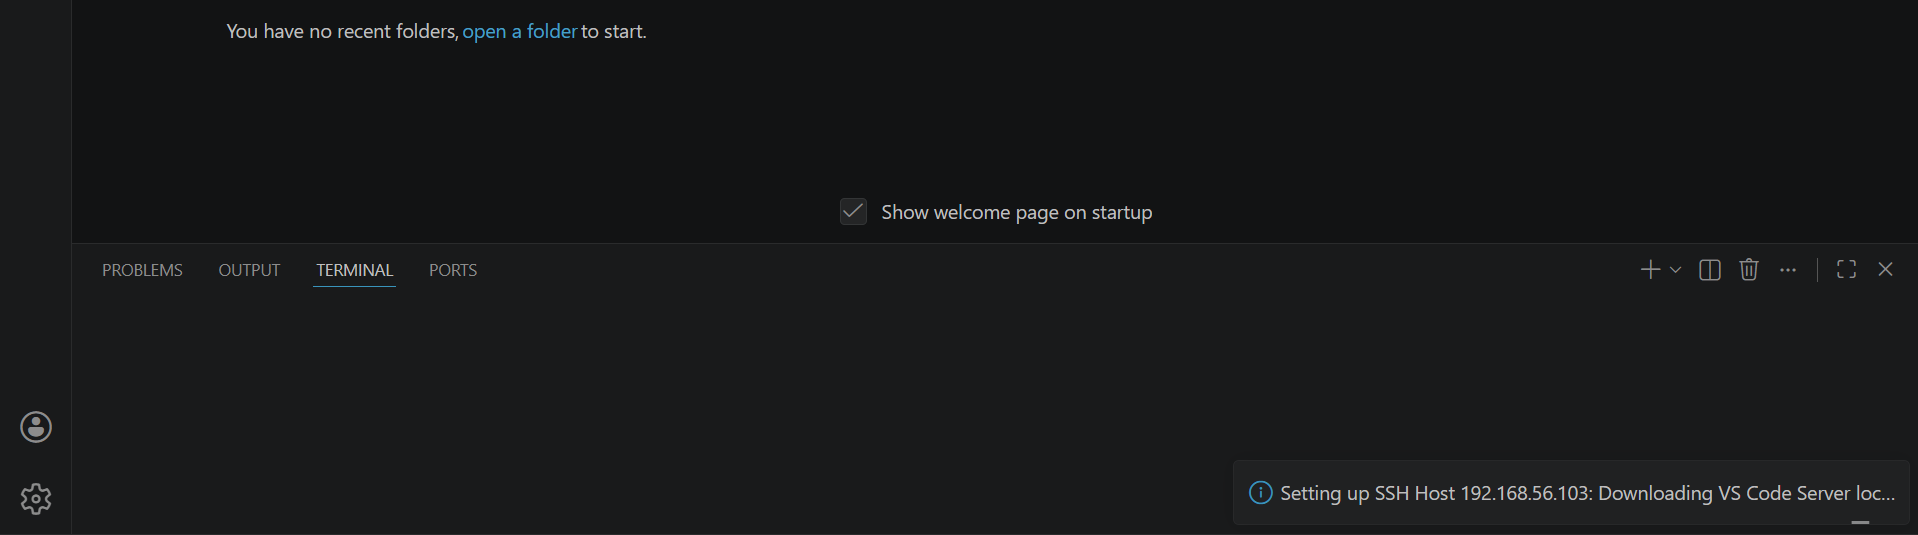 You have no recent folders, open a folder to start.
Show welcome page on startup
PROBLEMS OUTPUT TERMINAL PORTS
Setting up SSH Host 192.168.56.103: Downloading VS Code Server loc...